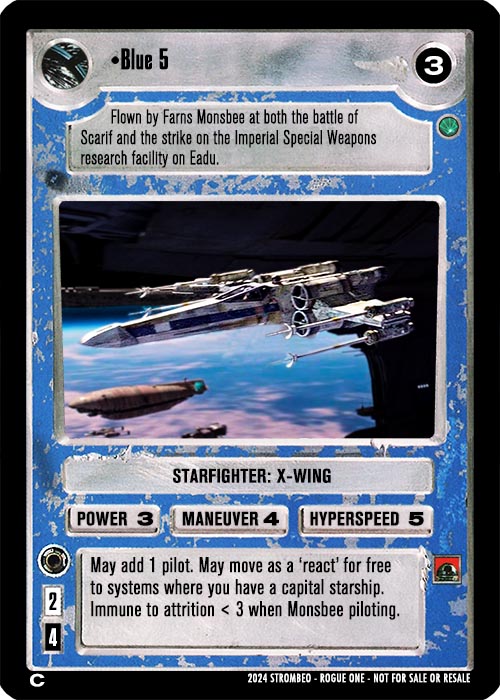 •Blue 5
3
Flown by Farns Monsbee at both the battle of
Scarif and the strike on the Imperial Special Weapons
research facility on Eadu.
STARFIGHTER: X-WING
POWER 3 MANEUVER 4 HYPERSPEED 5
May add 1 pilot. May move as a 'react' for free
to systems where you have a capital starship.
Immune to attrition < 3 when Monsbee piloting.
2
4
C
2024 STROMBEO - ROGUE ONE - NOT FOR SALE OR RESALE